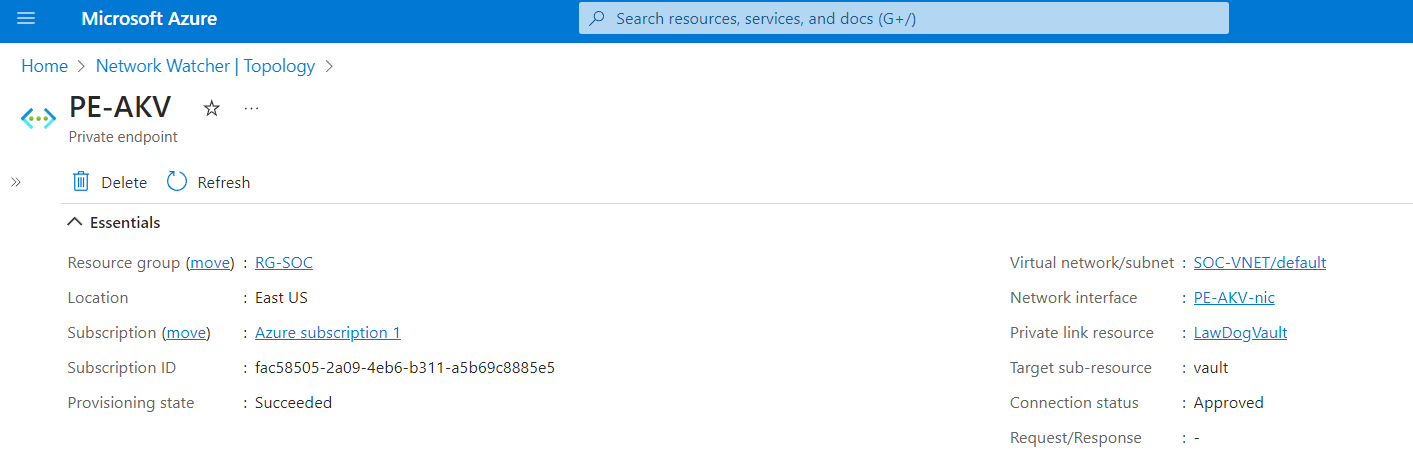 Microsoft Azure
Search resources, services, and docs (G+/)
Home > Network Watcher | Topology >
PE-AKV
Private endpoint
Delete Refresh
Essentials
Resource group (move) : RG-SOC
Location : East US
Subscription (move) : Azure subscription 1
Subscription ID : fac58505-2a09-4eb6-b311-a5b69c8885e5
Provisioning state : Succeeded
Virtual network/subnet : SOC-VNET/default
Network interface : PE-AKV-nic
Private link resource : LawDogVault
Target sub-resource : vault
Connection status : Approved
Request/Response : -